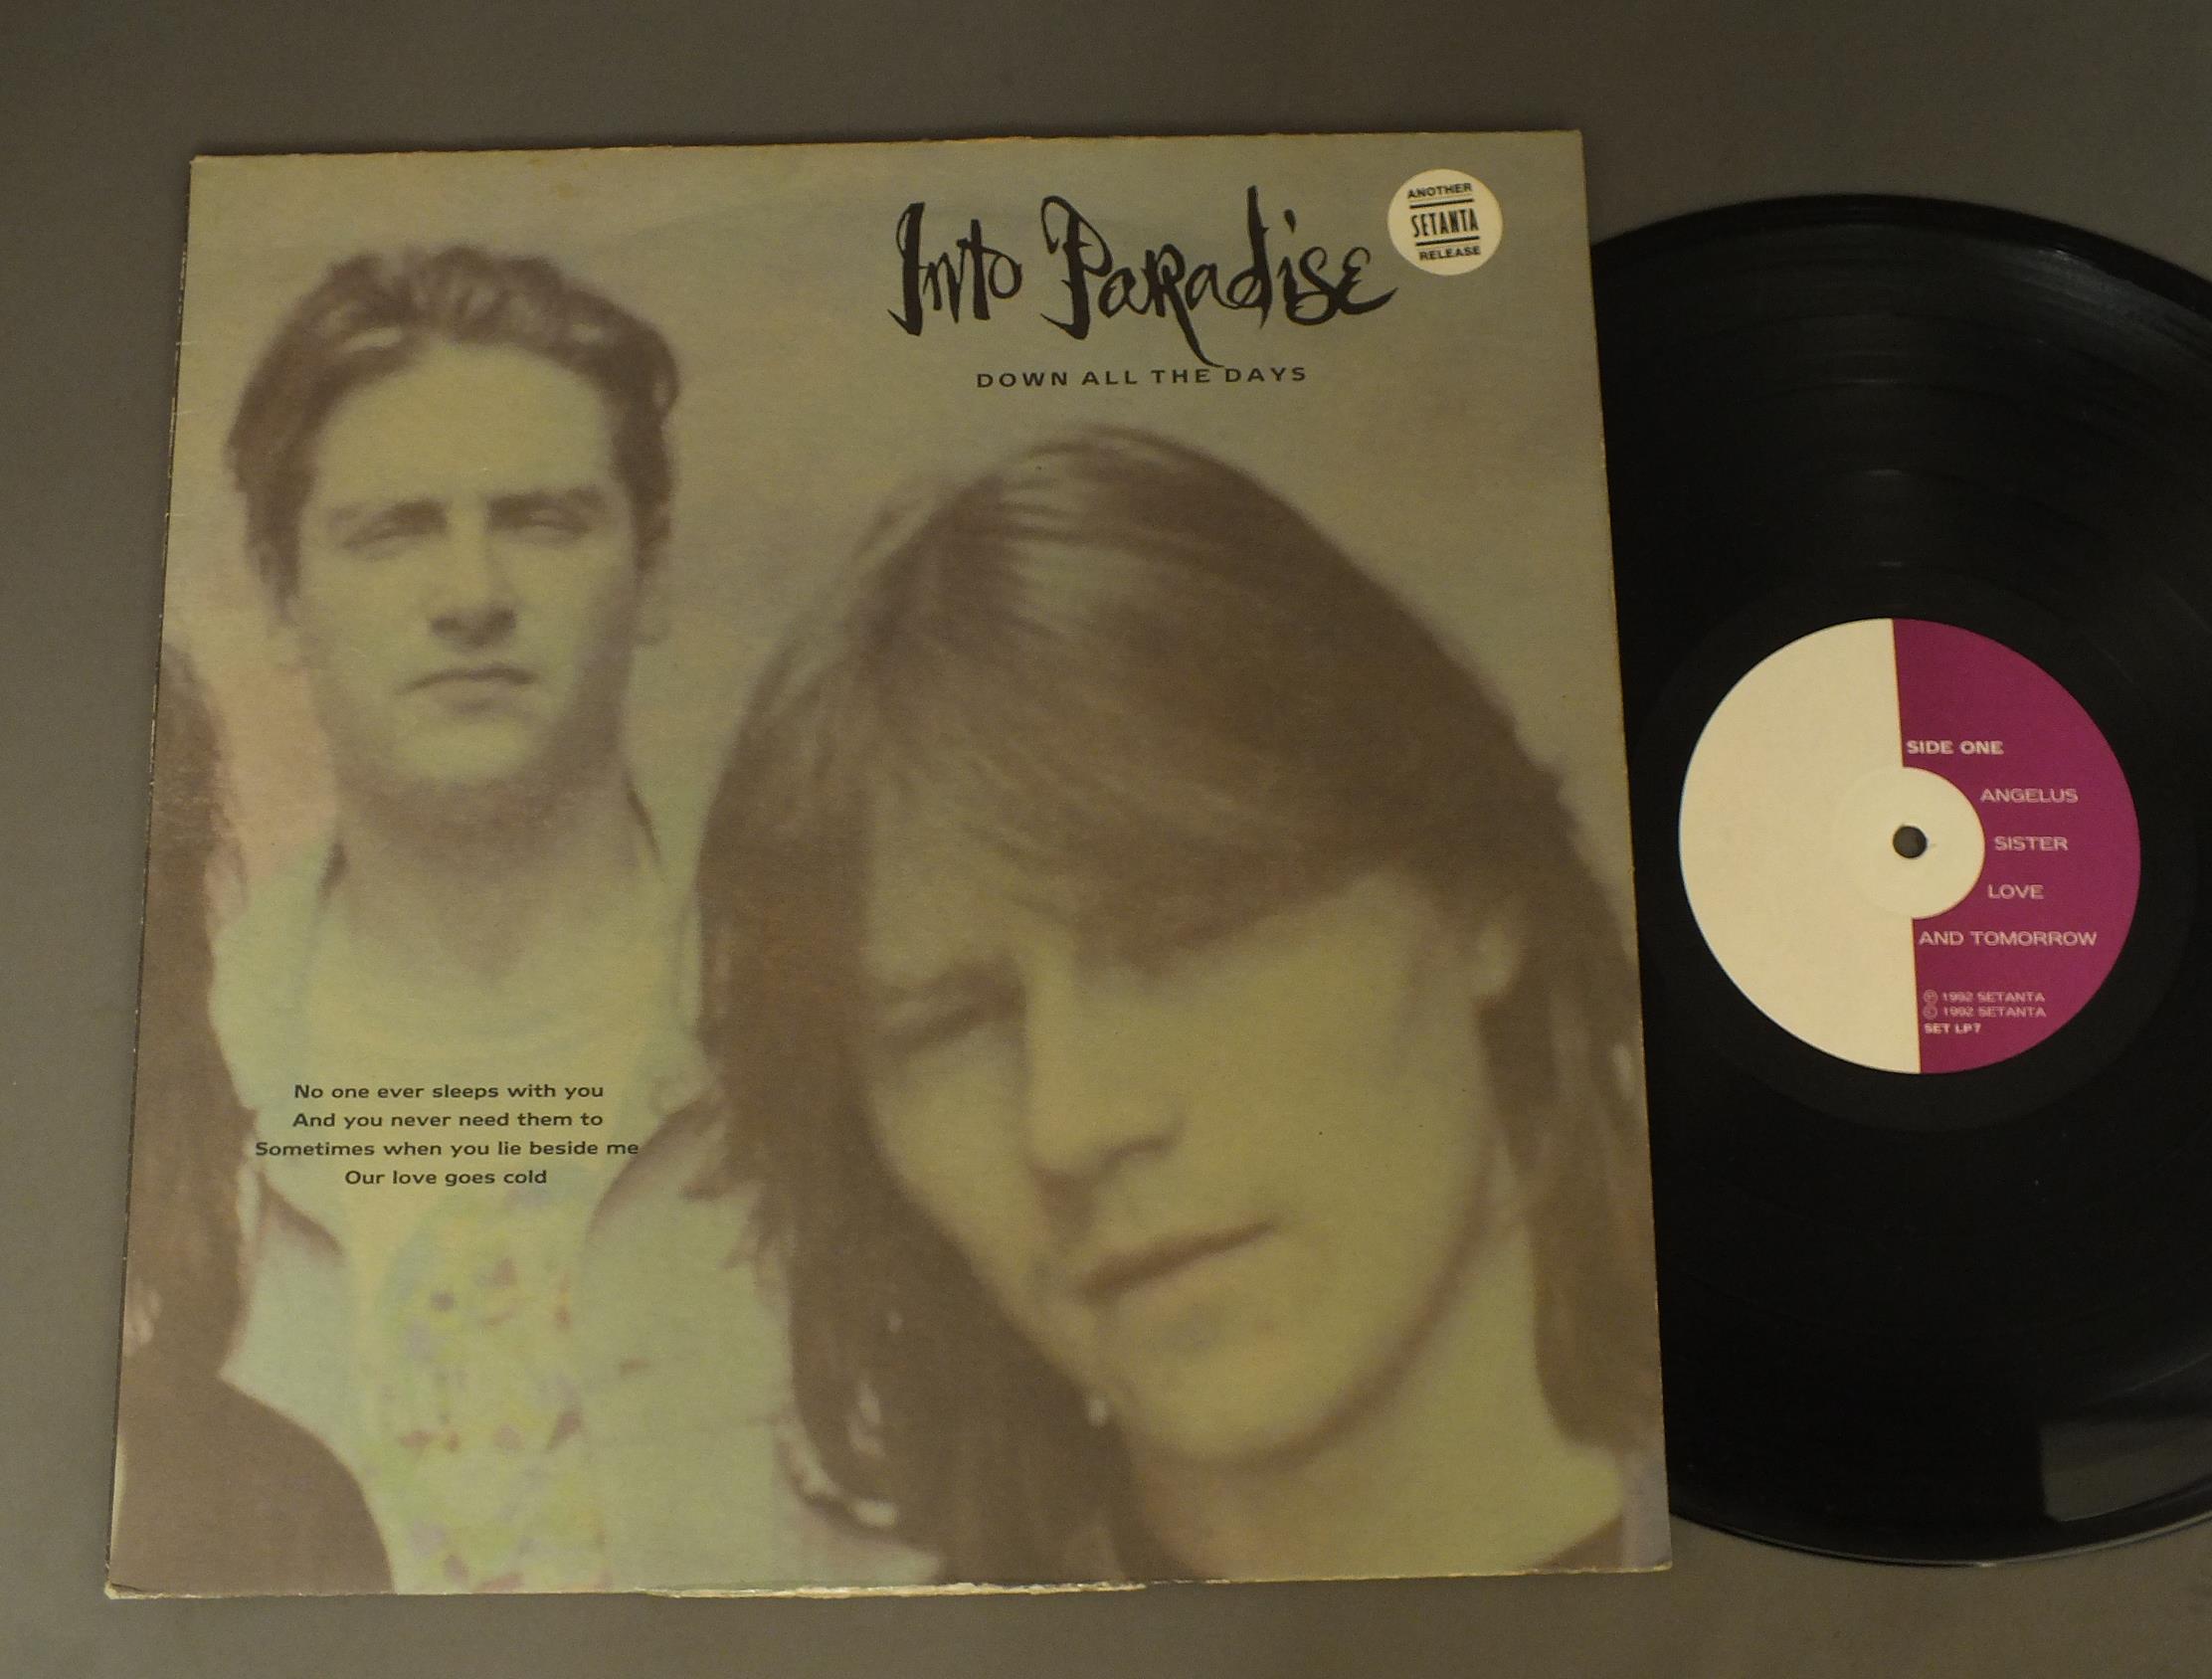 Into Paradise
DOWN ALL THE DAYS
ANOTHER
SETANTA
RELEASE
No one ever sleeps with you
And you never need them to
Sometimes when you lie beside me
Our love goes cold
SIDE ONE
ANGELUS
SISTER
LOVE
AND TOMORROW
℗ 1992 SETANTA
© 1992 SETANTA
SET LP7